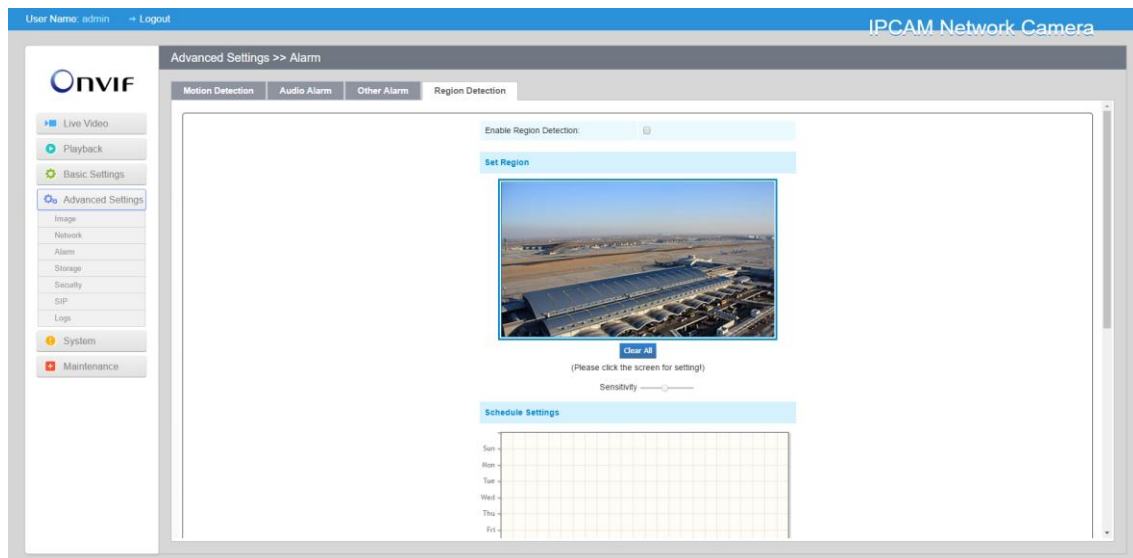 User Name: admin → Logout
IPCAM Network Camera
ONVIF
Advanced Settings >> Alarm
Motion Detection Audio Alarm Other Alarm Region Detection
Live Video
Playback
Basic Settings
Advanced Settings
Image
Network
Alarm
Storage
Security
SIP
Logs
System
Maintenance
Enable Region Detection:
Set Region
Clear All
(Please click the screen for setting!)
Sensitivity
Schedule Settings
Sun
Mon
Tue
Wed
Thu
Fri